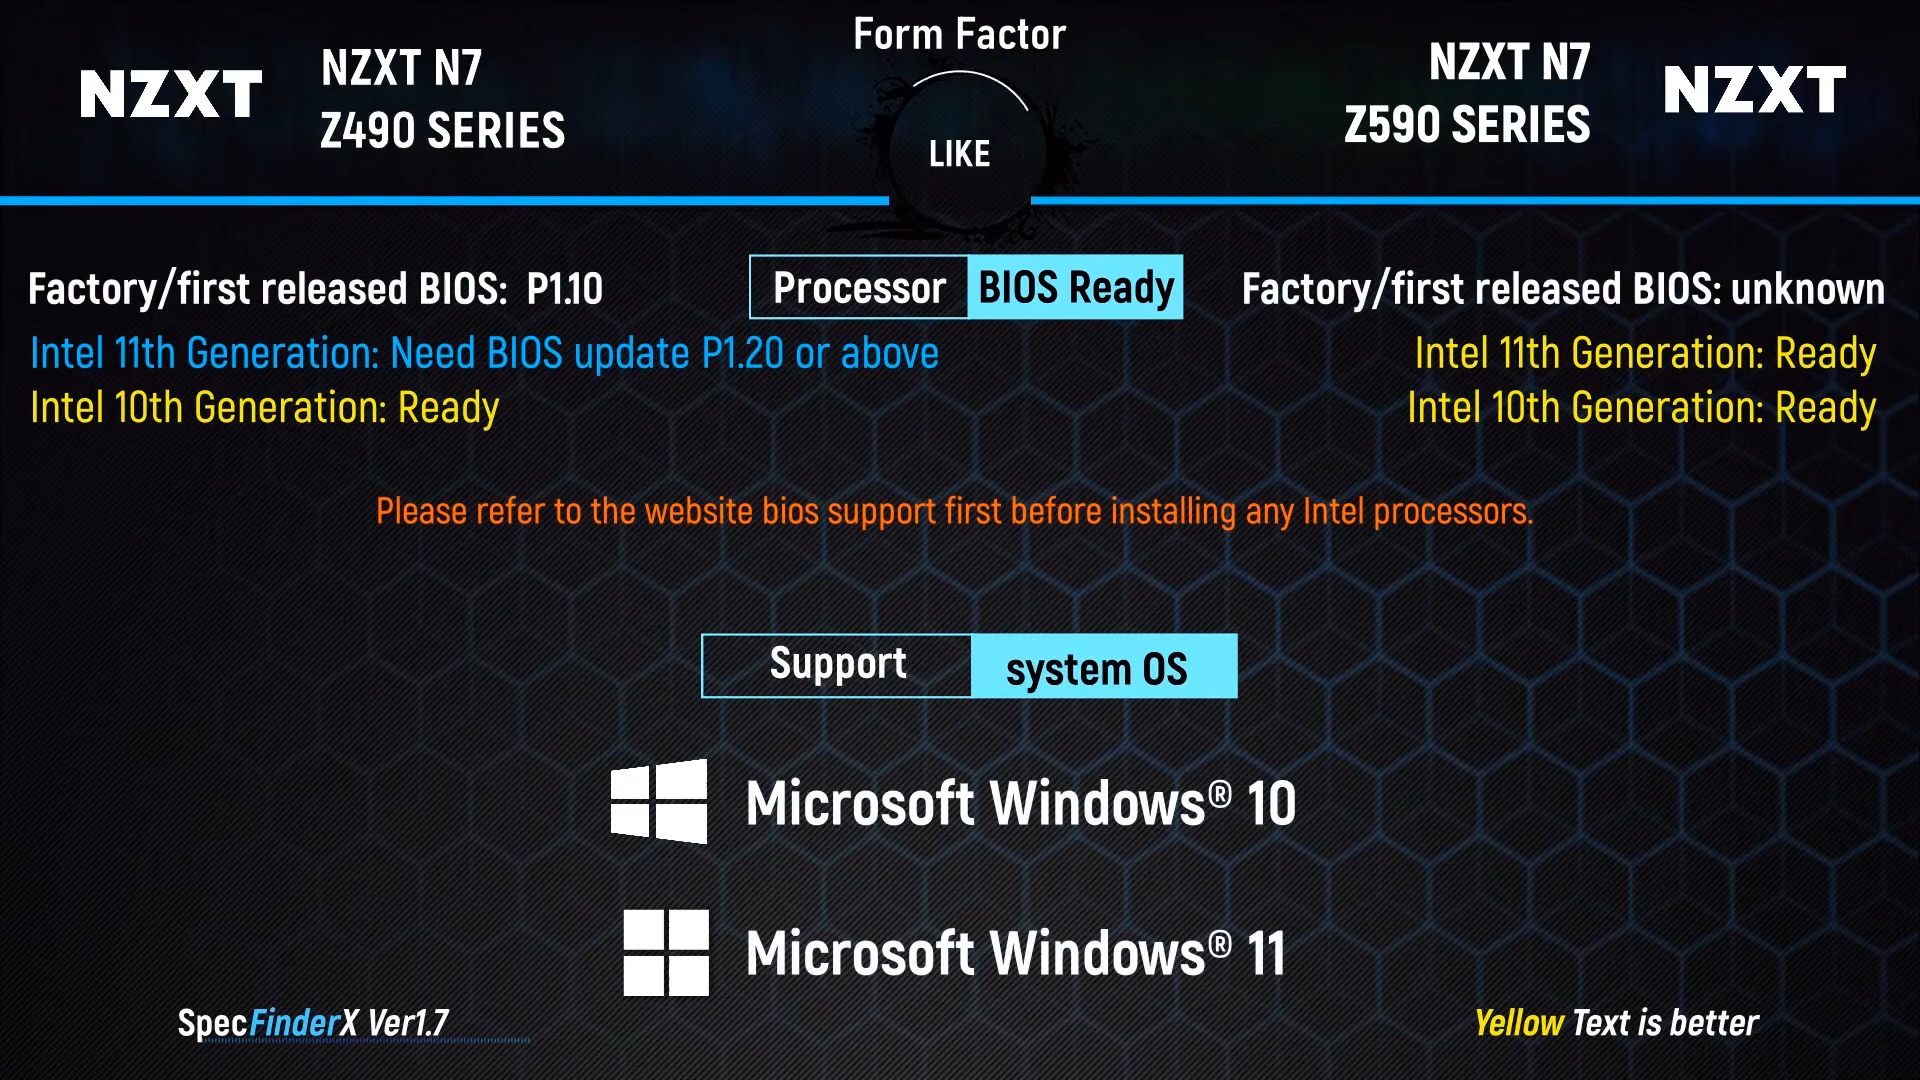 Form Factor
LIKE
NZXT
NZXT N7
Z490 SERIES
NZXT N7
Z590 SERIES
NZXT
Processor BIOS Ready
Factory/first released BIOS: P1.10
Intel 11th Generation: Need BIOS update P1.20 or above
Intel 10th Generation: Ready
Factory/first released BIOS: unknown
Intel 11th Generation: Ready
Intel 10th Generation: Ready
Please refer to the website bios support first before installing any Intel processors.
Support system OS
Microsoft Windows® 10
Microsoft Windows® 11
SpecFinderX Ver1.7
Yellow Text is better